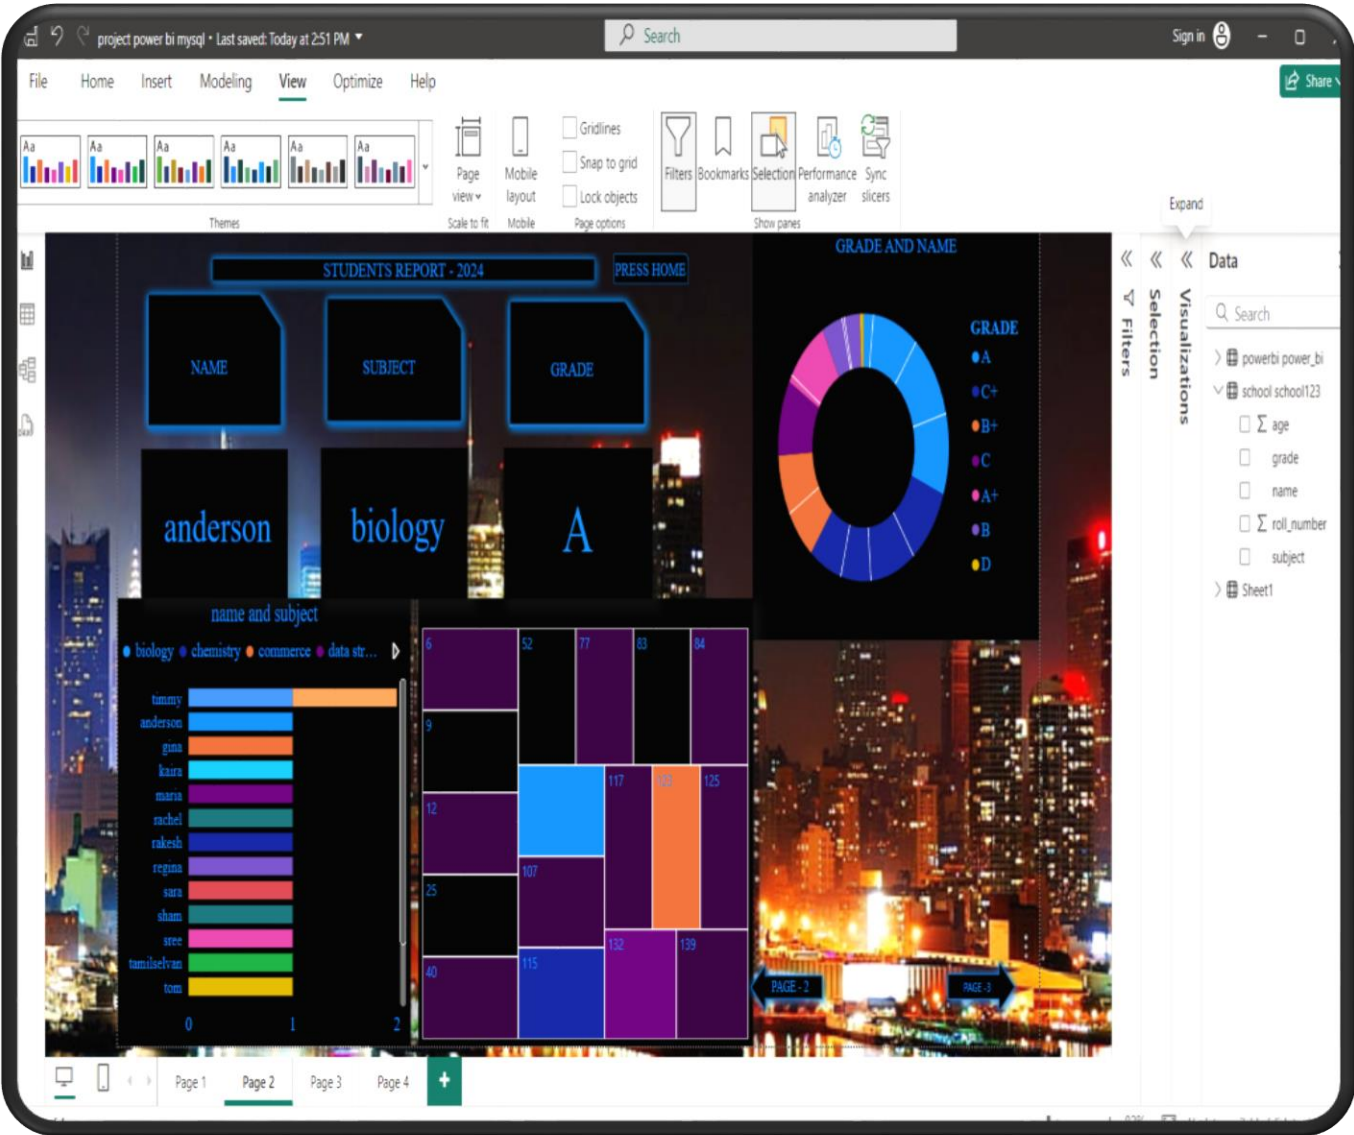 project power bi mysql • Last saved: Today at 2:51 PM
Search
Sign in
File Home Insert Modeling View Optimize Help
Share
Aa Aa Aa Aa Aa Aa
Themes
Page view
Scale to fit
Mobile layout
Mobile
Gridlines
Snap to grid
Lock objects
Page options
Filters
Bookmarks
Selection
Performance analyzer
Sync slicers
Show panes
Expand
STUDENTS REPORT - 2024
PRESS HOME
NAME
SUBJECT
GRADE
anderson
biology
A
GRADE AND NAME
GRADE
A
C+
B+
C
A+
B
D
name and subject
biology chemistry commerce data str...
timmy
anderson
gina
kaira
maria
rachel
rakesh
regina
sara
sham
sree
tamilselvan
tom
0 1 2
6
9
12
25
40
52
77
83
84
107
115
117
125
132
139
PAGE - 2
PAGE -3
Filters
Selection
Visualizations
Data
Search
powerbi power_bi
school school123
age
grade
name
roll_number
subject
Sheet1
Page 1
Page 2
Page 3
Page 4